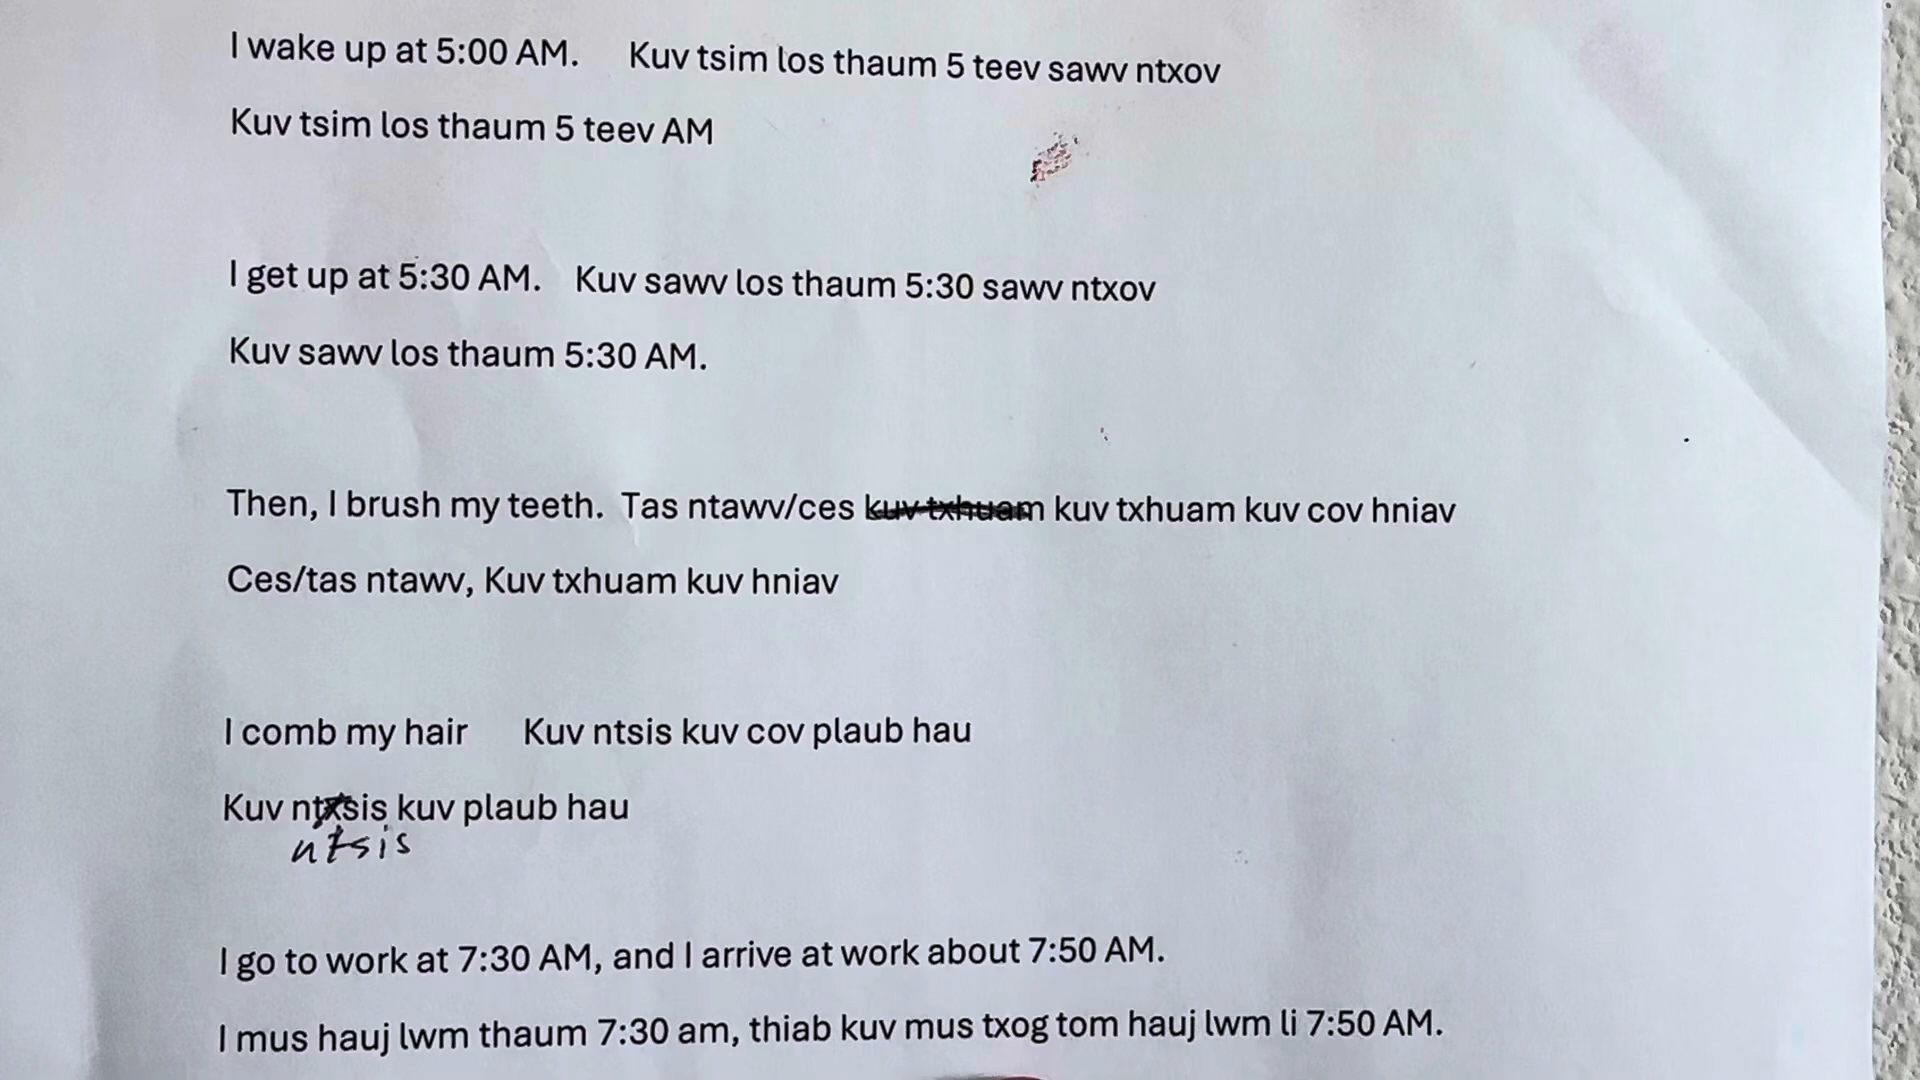 I wake up at 5:00 AM. Kuv tsim los thaum 5 teev sawv ntxov
Kuv tsim los thaum 5 teev AM
I get up at 5:30 AM. Kuv sawv los thaum 5:30 sawv ntxov
Kuv sawv los thaum 5:30 AM.
Then, I brush my teeth. Tas ntawv/ces kuv txhuam kuv txhuam kuv cov hniav
Ces/tas ntawv, Kuv txhuam kuv hniav
I comb my hair Kuv ntsis kuv cov plaub hau
Kuv ntxsis kuv plaub hau
ntsis
I go to work at 7:30 AM, and I arrive at work about 7:50 AM.
I mus hauj lwm thaum 7:30 am, thiab kuv mus txog tom hauj lwm li 7:50 AM.